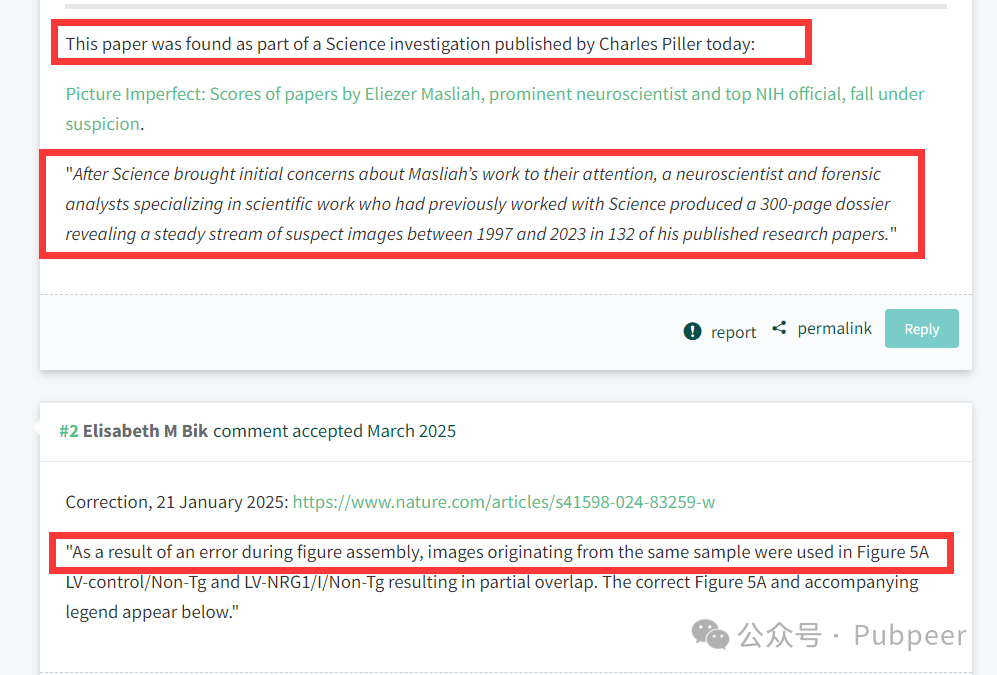 This paper was found as part of a Science investigation published by Charles Piller today:
Picture Imperfect: Scores of papers by Eliezer Masliah, prominent neuroscientist and top NIH official, fall under
suspicion.
"After Science brought initial concerns about Masliah’s work to their attention, a neuroscientist and forensic
analysts specializing in scientific work who had previously worked with Science produced a 300-page dossier
revealing a steady stream of suspect images between 1997 and 2023 in 132 of his published research papers."
report permalink Reply
#2 Elisabeth M Bik comment accepted March 2025
Correction, 21 January 2025: https://www.nature.com/articles/s41598-024-83259-w
"As a result of an error during figure assembly, images originating from the same sample were used in Figure 5A
LV-control/Non-Tg and LV-NRG1/I/Non-Tg resulting in partial overlap. The correct Figure 5A and accompanying
legend appear below."
公众号 · Pubpeer